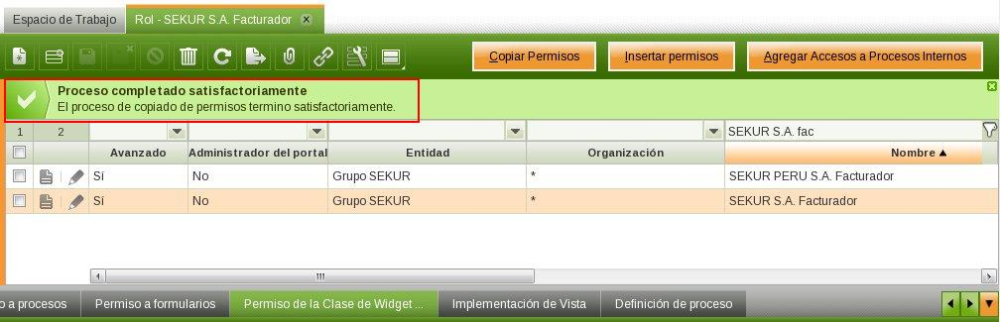 Espacio de Trabajo Rol - SEKUR S.A. Facturador
Copiar Permisos Insertar permisos Agregar Accesos a Procesos Internos
Proceso completado satisfactoriamente
El proceso de copiado de permisos termino satisfactoriamente.
1 2 SEKUR S.A. fac
Avanzado Administrador del portal Entidad Organización Nombre
Sí No Grupo SEKUR * SEKUR PERU S.A. Facturador
Sí No Grupo SEKUR * SEKUR S.A. Facturador
o a procesos Permiso a formularios Permiso de la Clase de Widget ... Implementación de Vista Definición de proceso